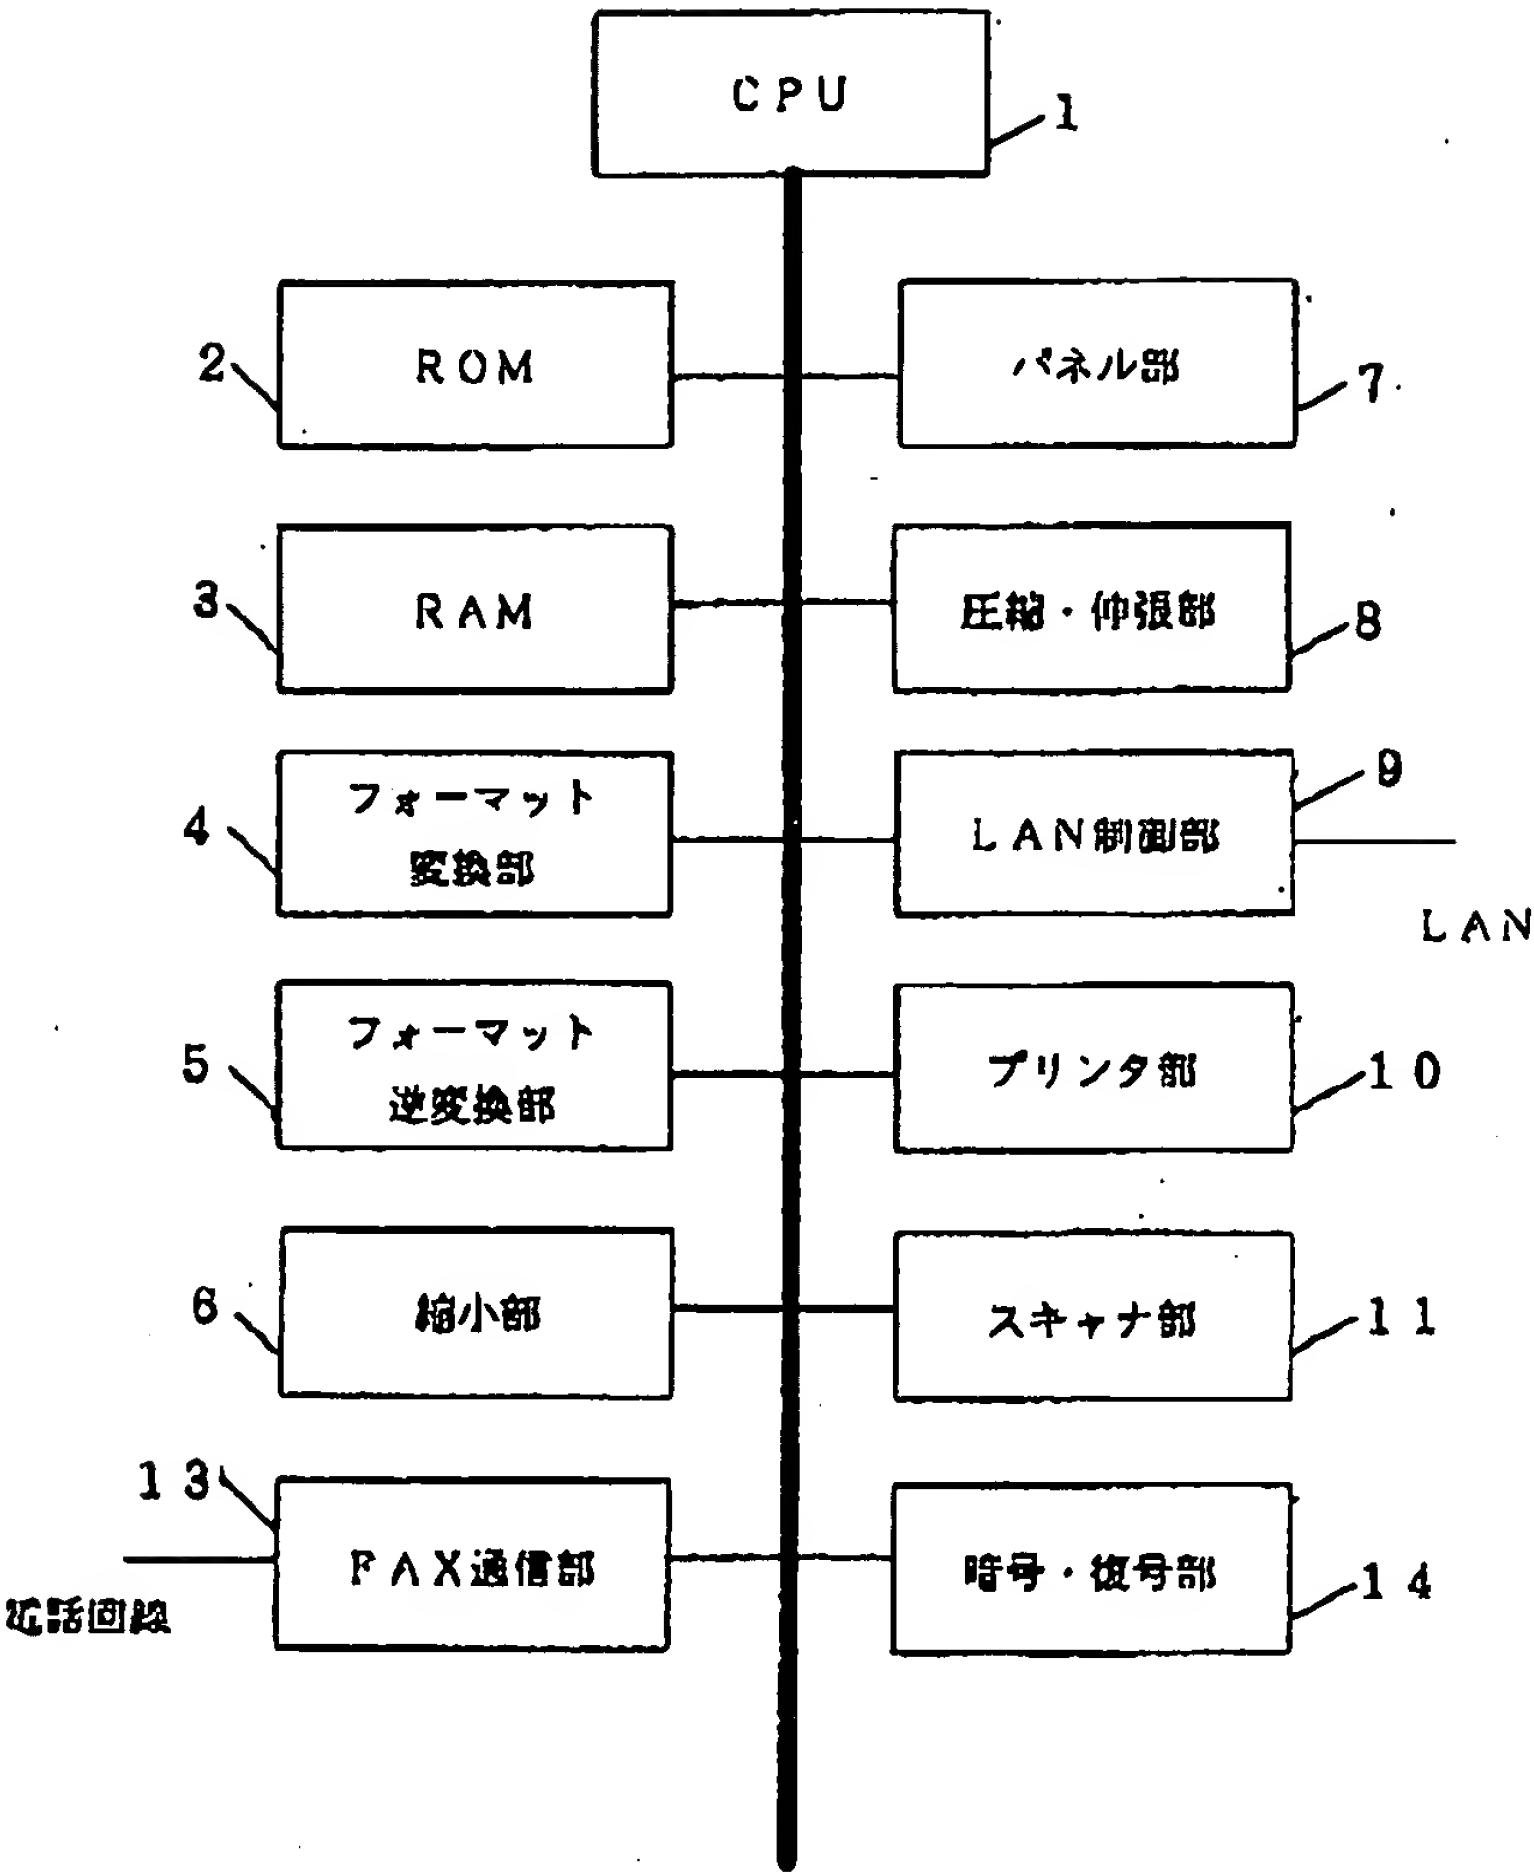 CPU
1
ROM
2
パネル部
7
RAM
3
圧縮・伸張部
8
フォーマット
変換部
4
LAN制御部
9
LAN
フォーマット
逆変換部
5
プリンタ部
10
縮小部
6
スキャナ部
11
13
FAX通信部
電話回線
暗号・復号部
14